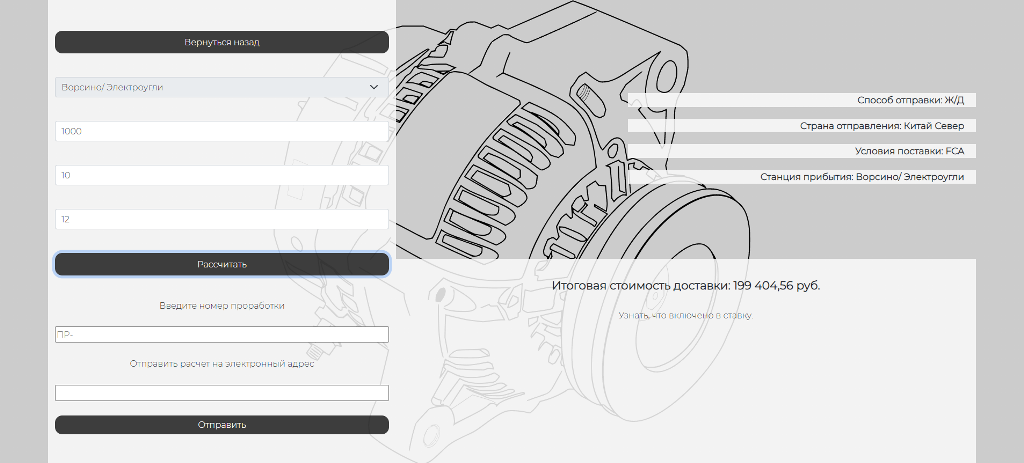 Вернуться назад
Ворсино/ Электроугли
1000
10
12
Рассчитать
Введите номер проработки
ПР-
Отправить расчет на электронный адрес
Отправить
Способ отправки: Ж/Д
Страна отправления: Китай Север
Условия поставки: FCA
Станция прибытия: Ворсино/ Электроугли
Итоговая стоимость доставки: 199 404,56 руб.
Узнать, что включено в ставку